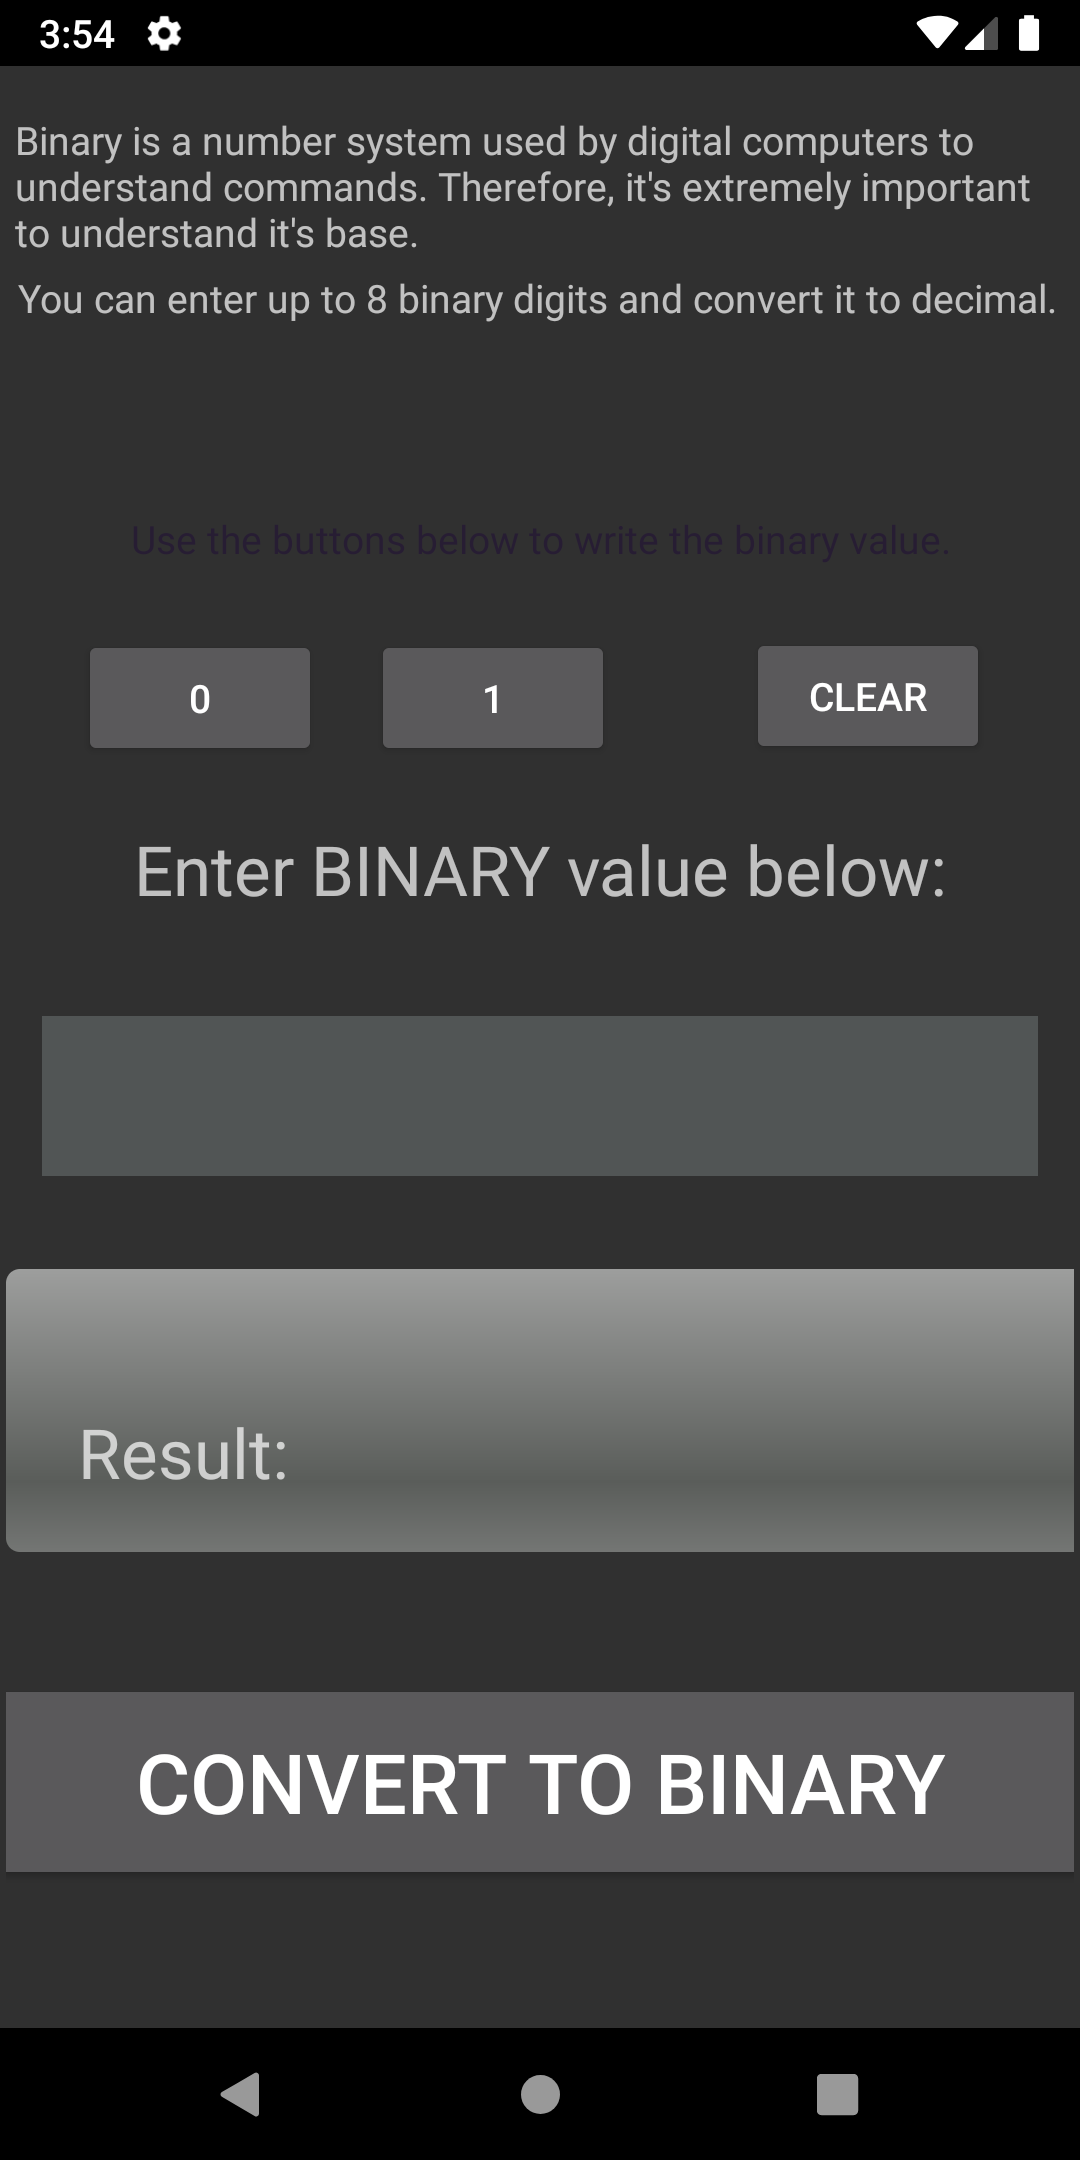 3:54
Binary is a number system used by digital computers to
understand commands. Therefore, it's extremely important
to understand it's base.
You can enter up to 8 binary digits and convert it to decimal.
Use the buttons below to write the binary value.
0 1 CLEAR
Enter BINARY value below:
Result:
CONVERT TO BINARY